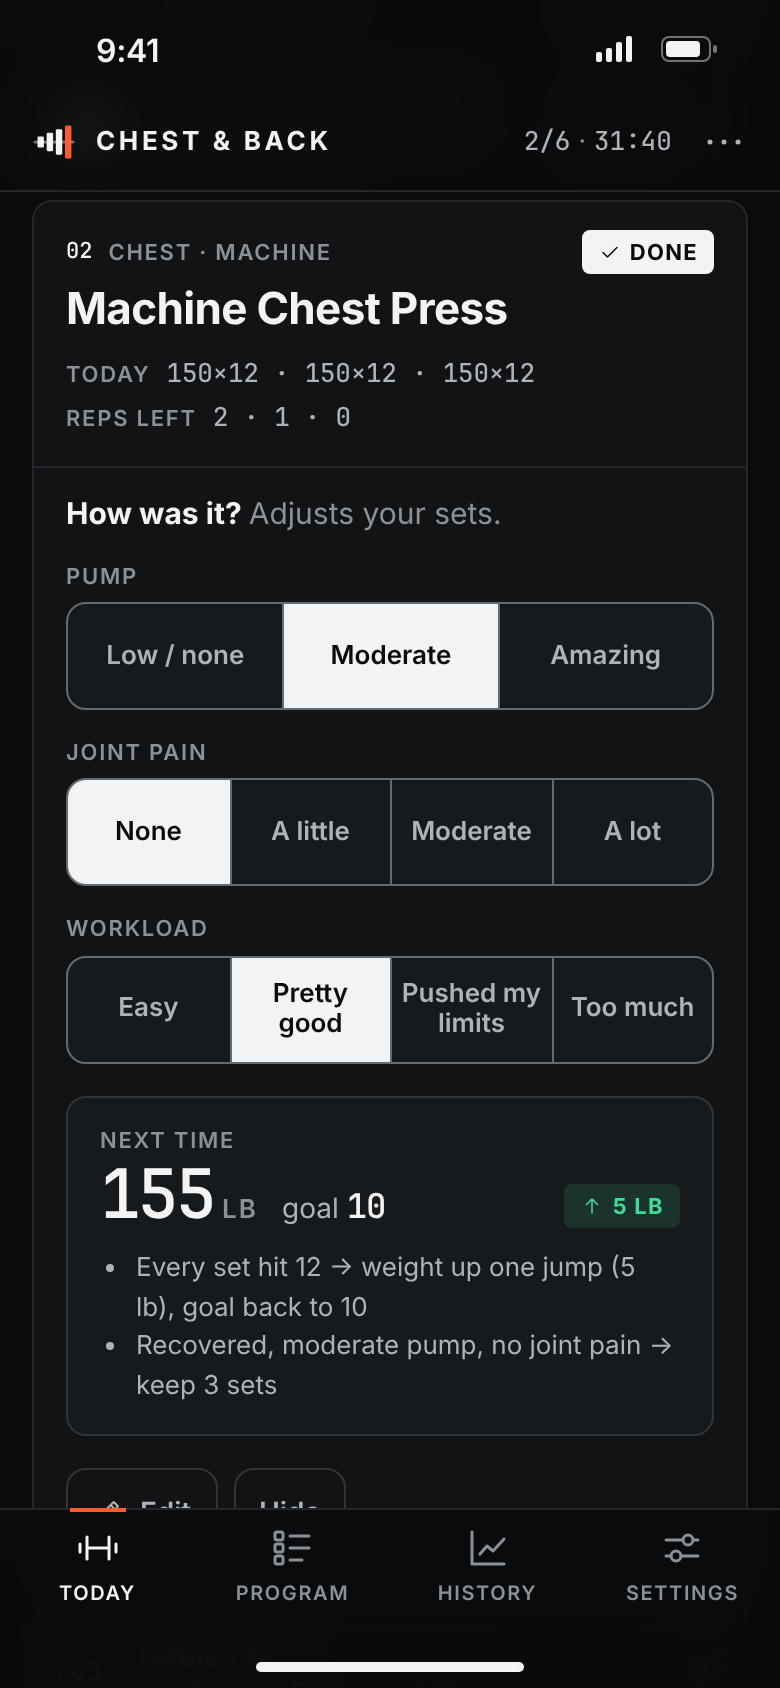 9:41
CHEST & BACK
2/6 · 31:40
02 CHEST · MACHINE
✓ DONE
Machine Chest Press
TODAY 150×12 · 150×12 · 150×12
REPS LEFT 2 · 1 · 0
How was it? Adjusts your sets.
PUMP
Low / none
Moderate
Amazing
JOINT PAIN
None
A little
Moderate
A lot
WORKLOAD
Easy
Pretty
good
Pushed my
limits
Too much
NEXT TIME
155 LB goal 10
↑ 5 LB
• Every set hit 12 → weight up one jump (5
lb), goal back to 10
• Recovered, moderate pump, no joint pain →
keep 3 sets
Edit
Hide
TODAY
PROGRAM
HISTORY
SETTINGS
03
Cable